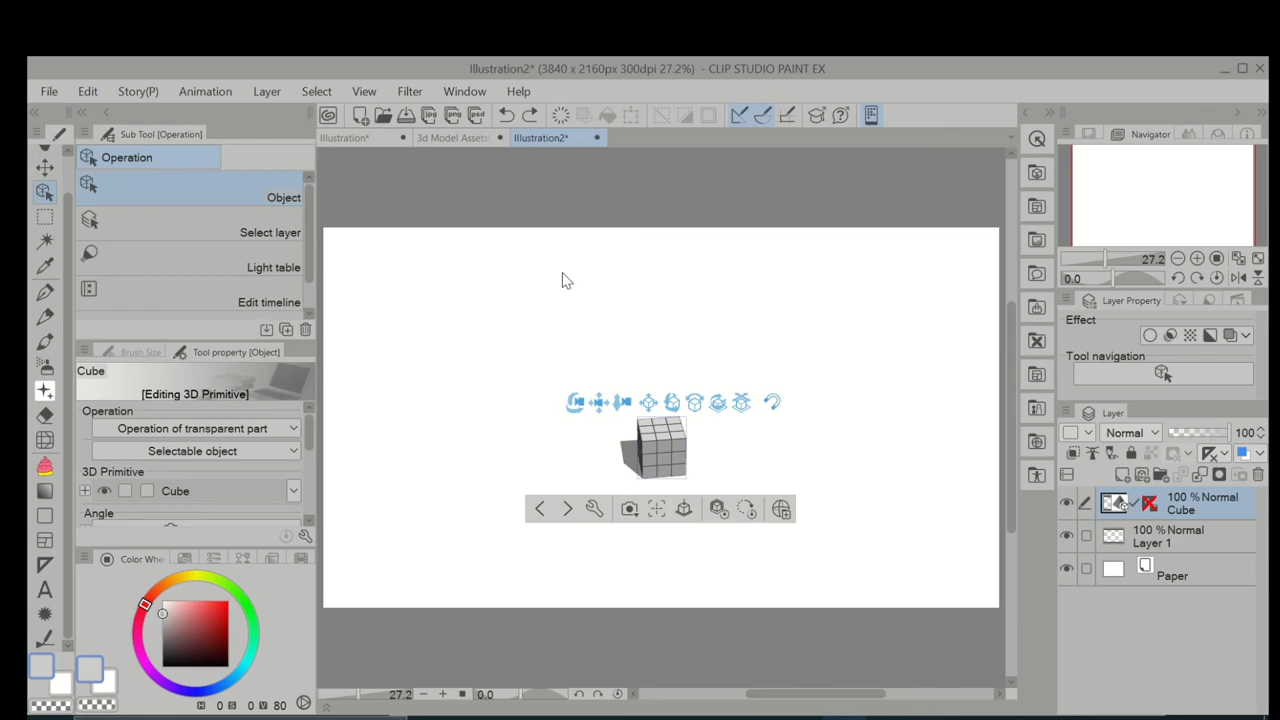 Illustration2* (3840 x 2160px 300dpi 27.2%) - CLIP STUDIO PAINT EX
File Edit Story(P) Animation Layer Select View Filter Window Help
jpg png psd
Sub Tool [Operation]
Illustration* 3d Model Assets Illustration2*
Navigator
Operation
Object
Select layer
Light table
Edit timeline
27.2
0.0
Layer Property
Effect
Tool navigation
Brush Size Tool property [Object]
Cube
[Editing 3D Primitive]
Operation
Operation of transparent part
Selectable object
3D Primitive
Cube
Angle
Layer
Normal 100
100 % Normal
Cube
100 % Normal
Layer 1
Paper
Color Whe
A
H 0 S 0 V 80
27.2 0.0